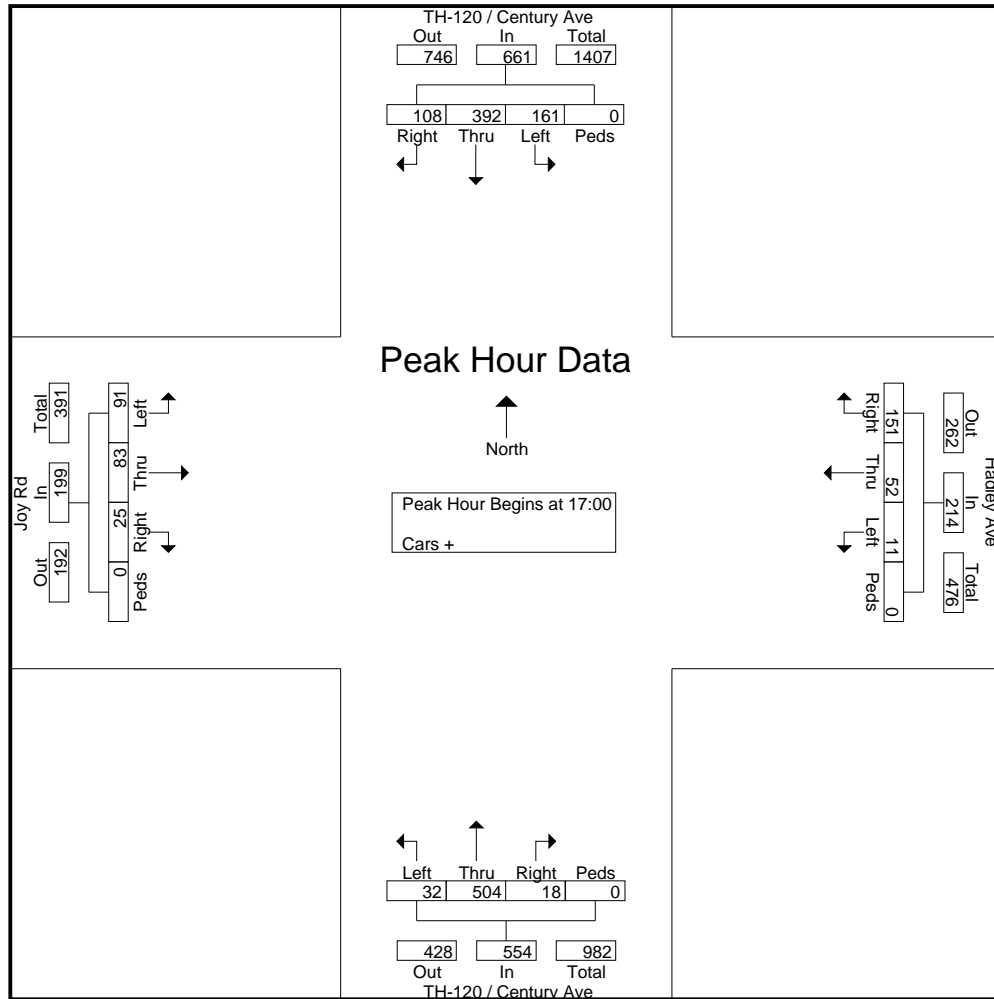 TH-120 / Century Ave
Out In Total
746 661 1407
108 392 161 0
Right Thru Left Peds
Peak Hour Data
North
Peak Hour Begins at 17:00
Cars +
Joy Rd
Total In Out
391 199 192
91 83 25 0
Left Thru Right Peds
Right Thru Left Peds
151 52 11 0
Out In Total
262 214 476
Hadley Ave
Left Thru Right Peds
32 504 18 0
428 554 982
Out In Total
TH-120 / Century Ave